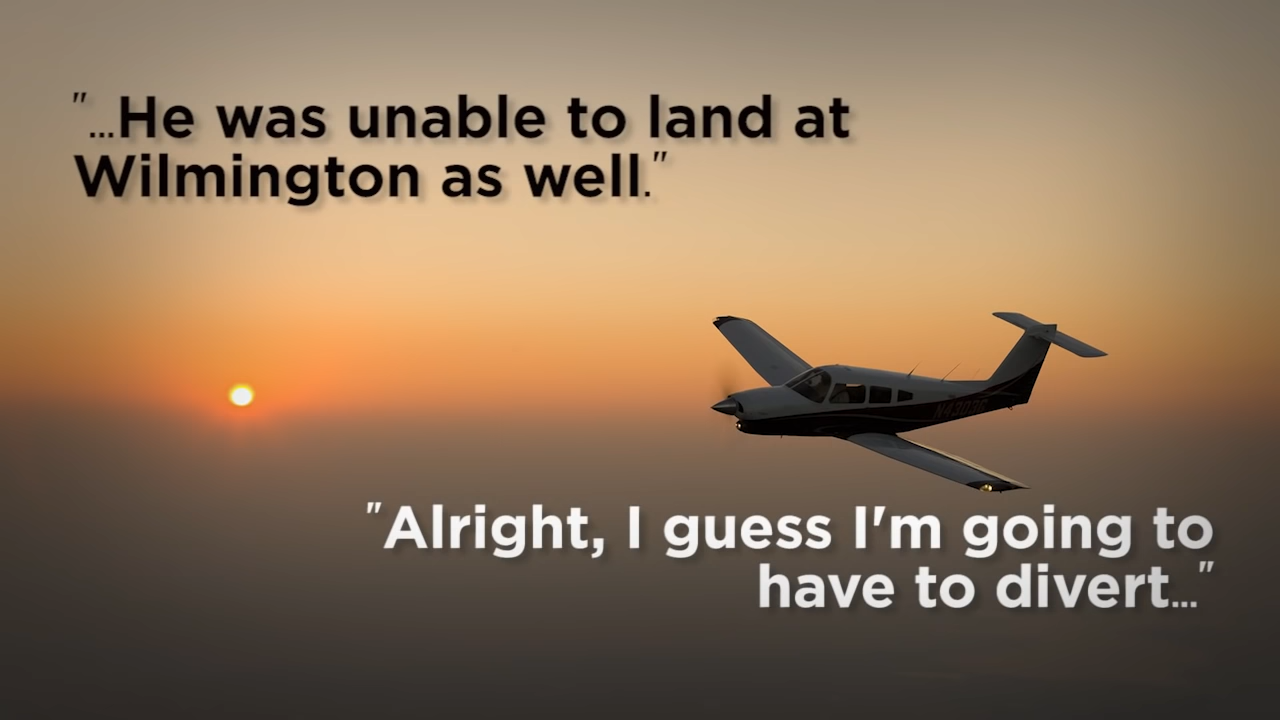 "...He was unable to land at
Wilmington as well."
"Alright, I guess I'm going to
have to divert..."